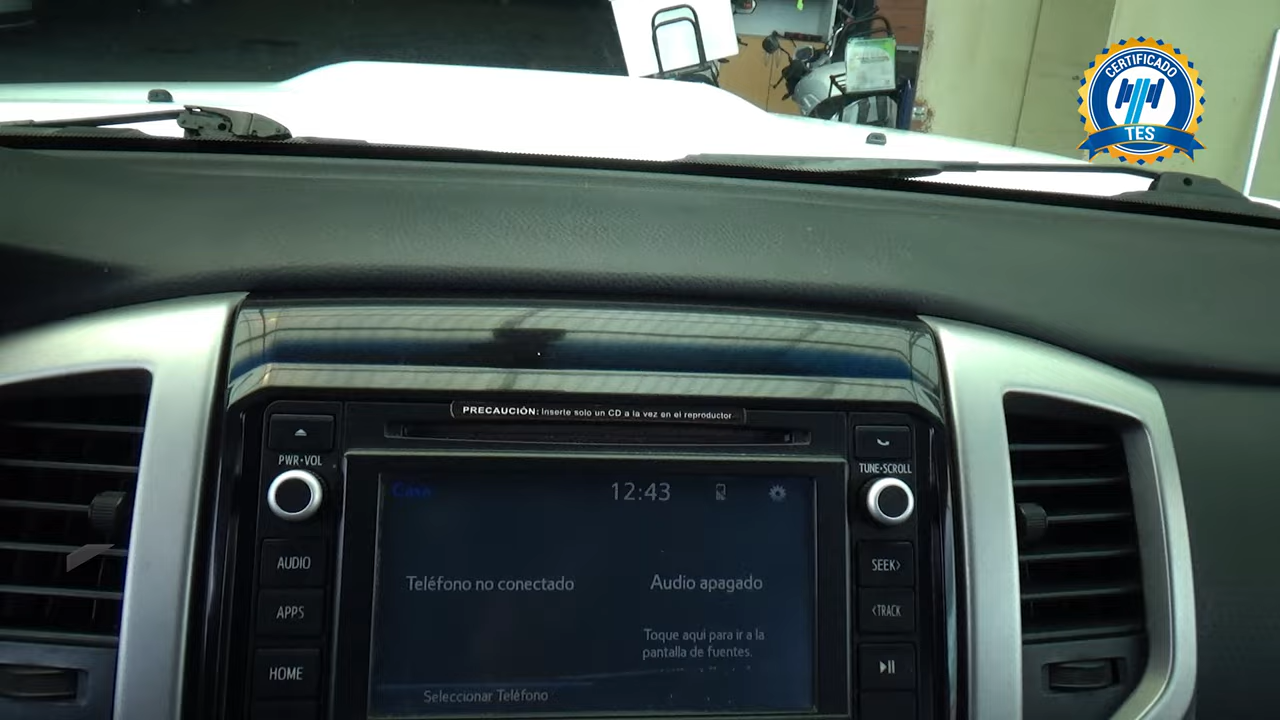 CERTIFICADO
TES
PRECAUCIÓN: Inserte solo un CD a la vez en el reproductor
PWR•VOL
TUNE•SCROLL
Casa
12:43
AUDIO
SEEK>
Teléfono no conectado
Audio apagado
APPS
<TRACK
Toque aquí para ir a la
pantalla de fuentes.
HOME
Seleccionar Teléfono